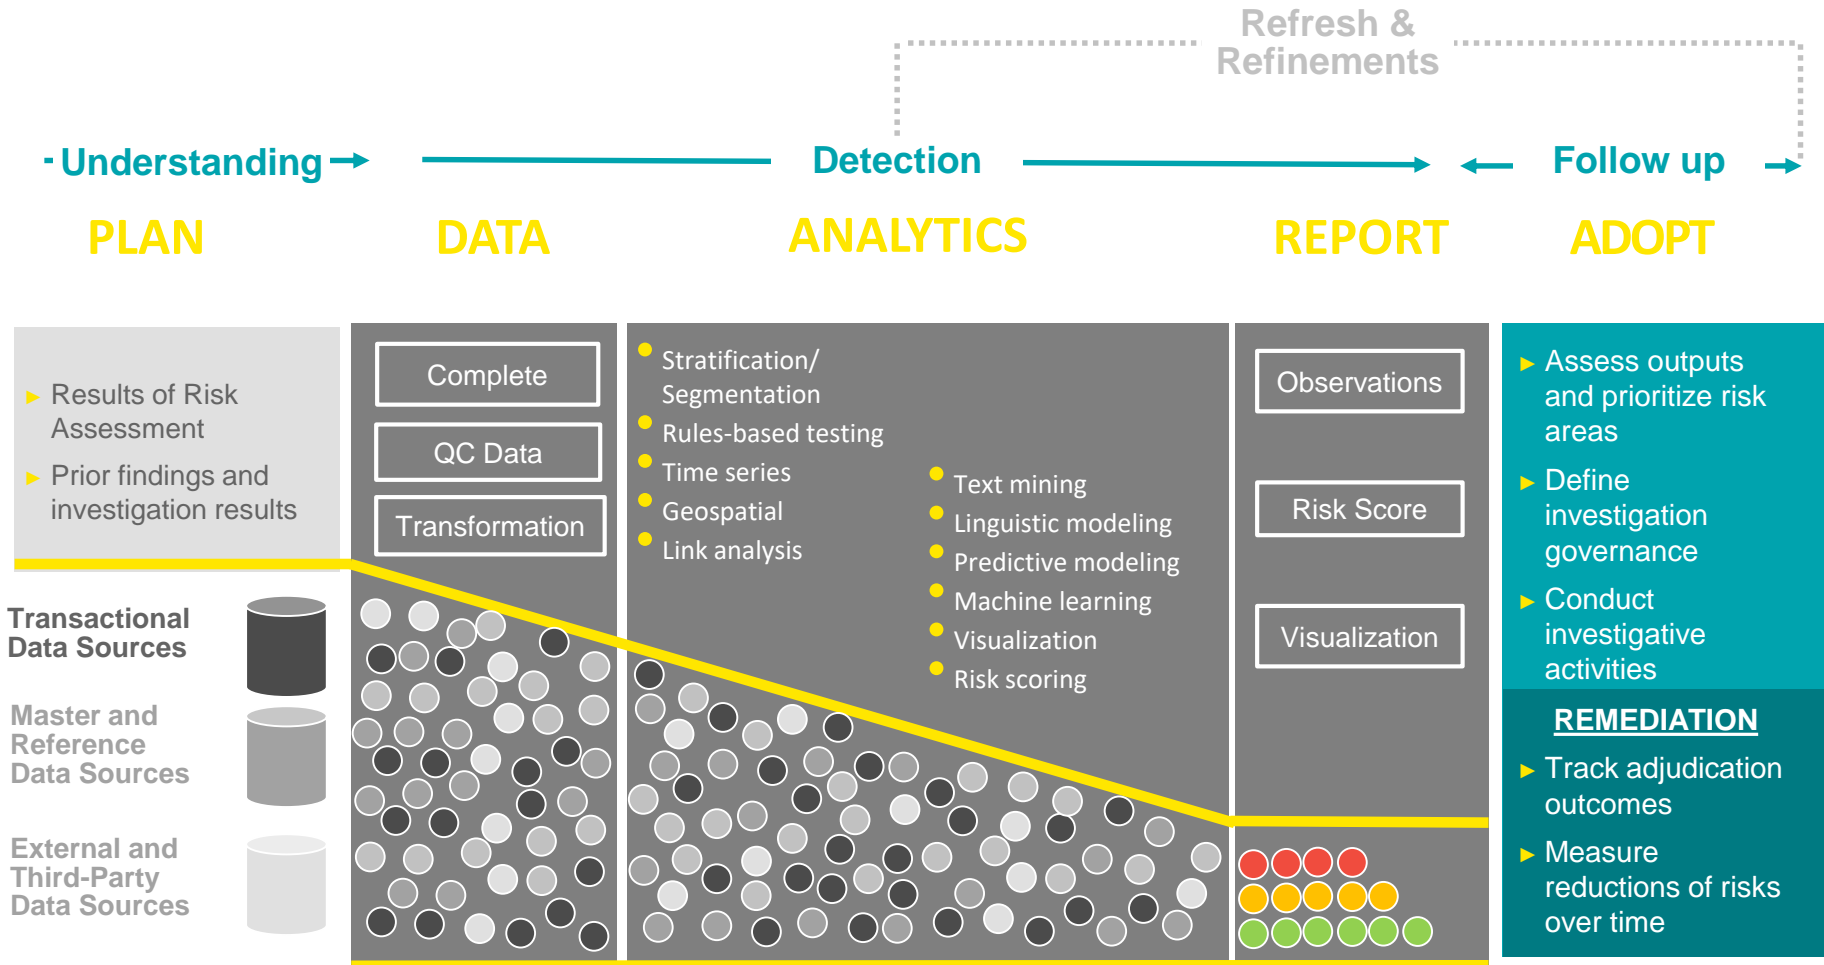 Refresh &
Refinements
Understanding
Detection
Follow up
PLAN
DATA
ANALYTICS
REPORT
ADOPT
Results of Risk
Assessment
Prior findings and
investigation results
Transactional
Data Sources
Master and
Reference
Data Sources
External and
Third-Party
Data Sources
Complete
QC Data
Transformation
Stratification/
Segmentation
Rules-based testing
Time series
Geospatial
Link analysis
Text mining
Linguistic modeling
Predictive modeling
Machine learning
Visualization
Risk scoring
Observations
Risk Score
Visualization
Assess outputs
and prioritize risk
areas
Define
investigation
governance
Conduct
investigative
activities
REMEDIATION
Track adjudication
outcomes
Measure
reductions of risks
over time